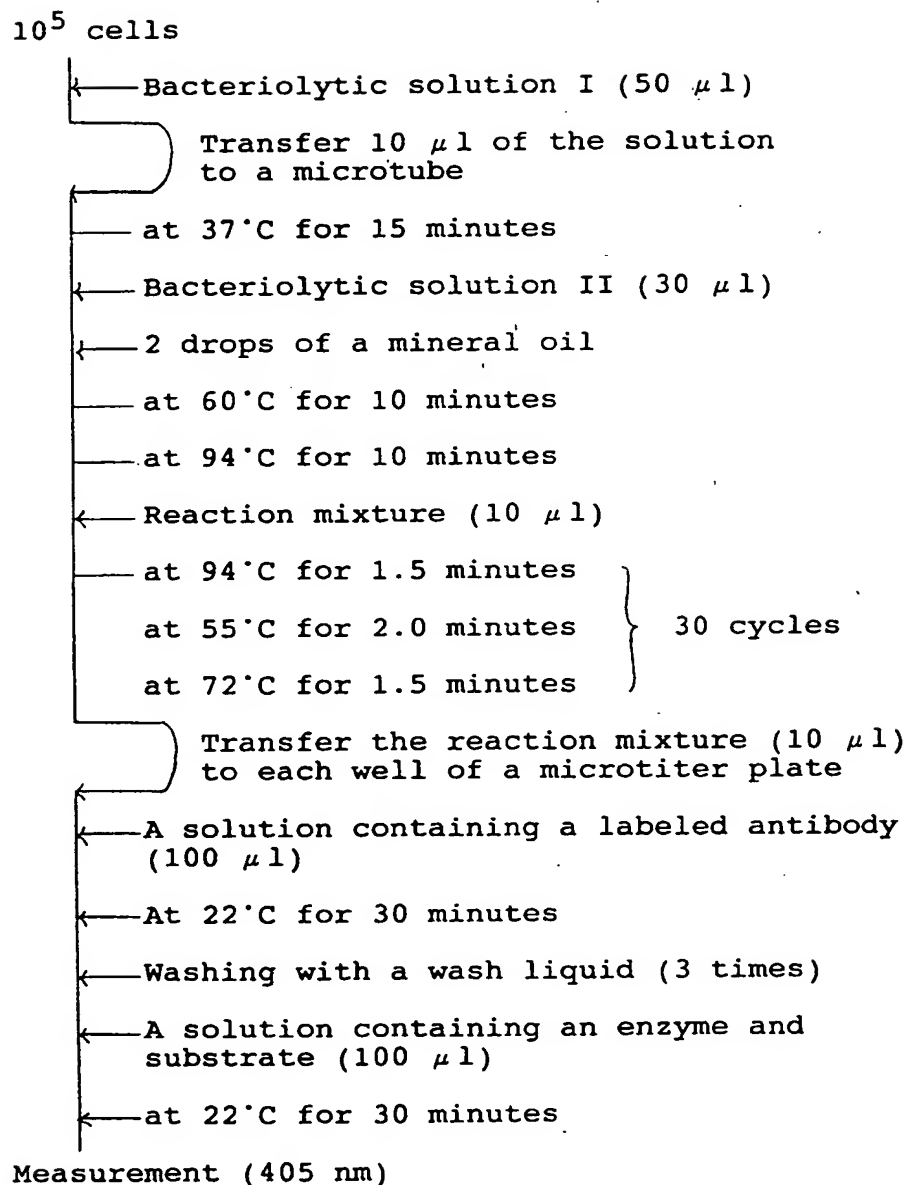 10⁵ cells
Bacteriolytic solution I (50 μl)
Transfer 10 μl of the solution
to a microtube
at 37°C for 15 minutes
Bacteriolytic solution II (30 μl)
2 drops of a mineral oil
at 60°C for 10 minutes
at 94°C for 10 minutes
Reaction mixture (10 μl)
at 94°C for 1.5 minutes
at 55°C for 2.0 minutes 30 cycles
at 72°C for 1.5 minutes
Transfer the reaction mixture (10 μl)
to each well of a microtiter plate
A solution containing a labeled antibody
(100 μl)
At 22°C for 30 minutes
Washing with a wash liquid (3 times)
A solution containing an enzyme and
substrate (100 μl)
at 22°C for 30 minutes
Measurement (405 nm)